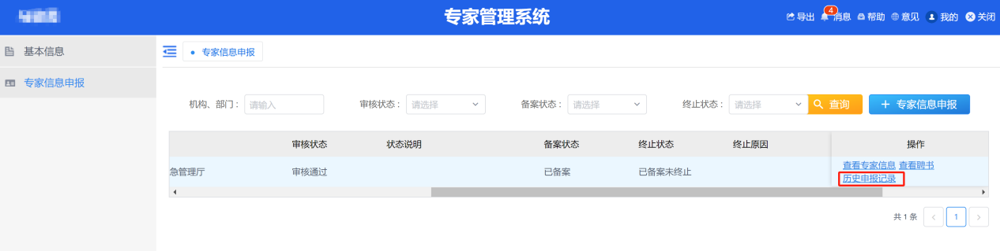 专家管理系统
导出 4 消息 帮助 意见 我的 关闭
基本信息
专家信息申报
专家信息申报
机构、部门： 请输入 审核状态： 请选择 备案状态： 请选择 终止状态： 请选择 查询 + 专家信息申报
审核状态 状态说明 备案状态 终止状态 终止原因 操作
急管理厅 审核通过 已备案 已备案未终止 查看专家信息 查看聘书
历史申报记录
共 1 条 < 1 >